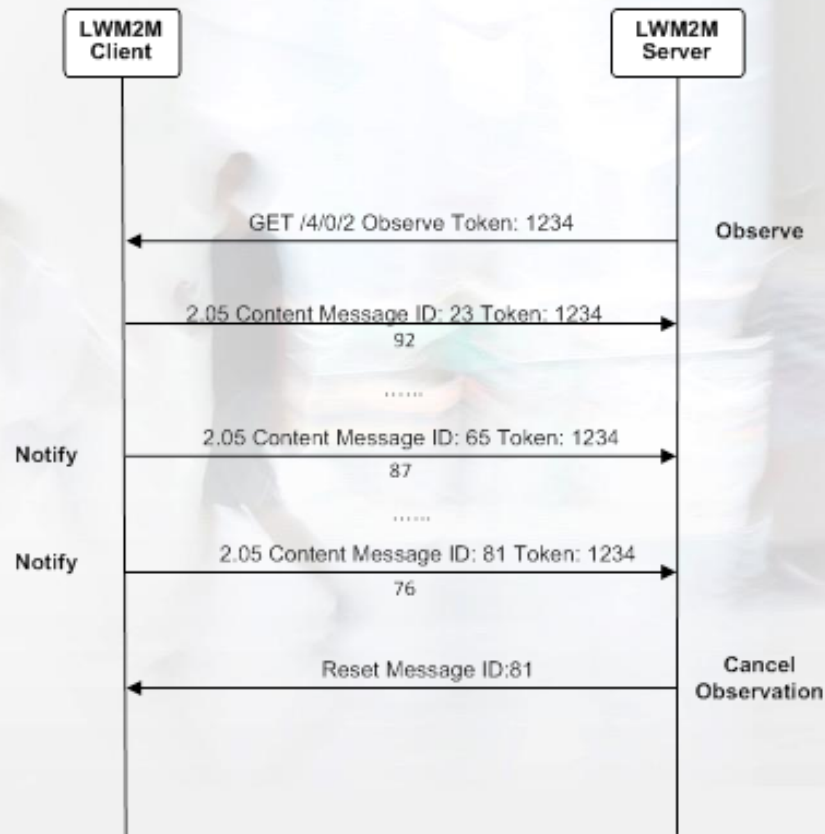 LWM2M
Client
LWM2M
Server
GET /4/0/2 Observe Token: 1234
Observe
2.05 Content Message ID: 23 Token: 1234
92
......
2.05 Content Message ID: 65 Token: 1234
Notify
87
......
2.05 Content Message ID: 81 Token: 1234
Notify
76
Reset Message ID:81
Cancel
Observation